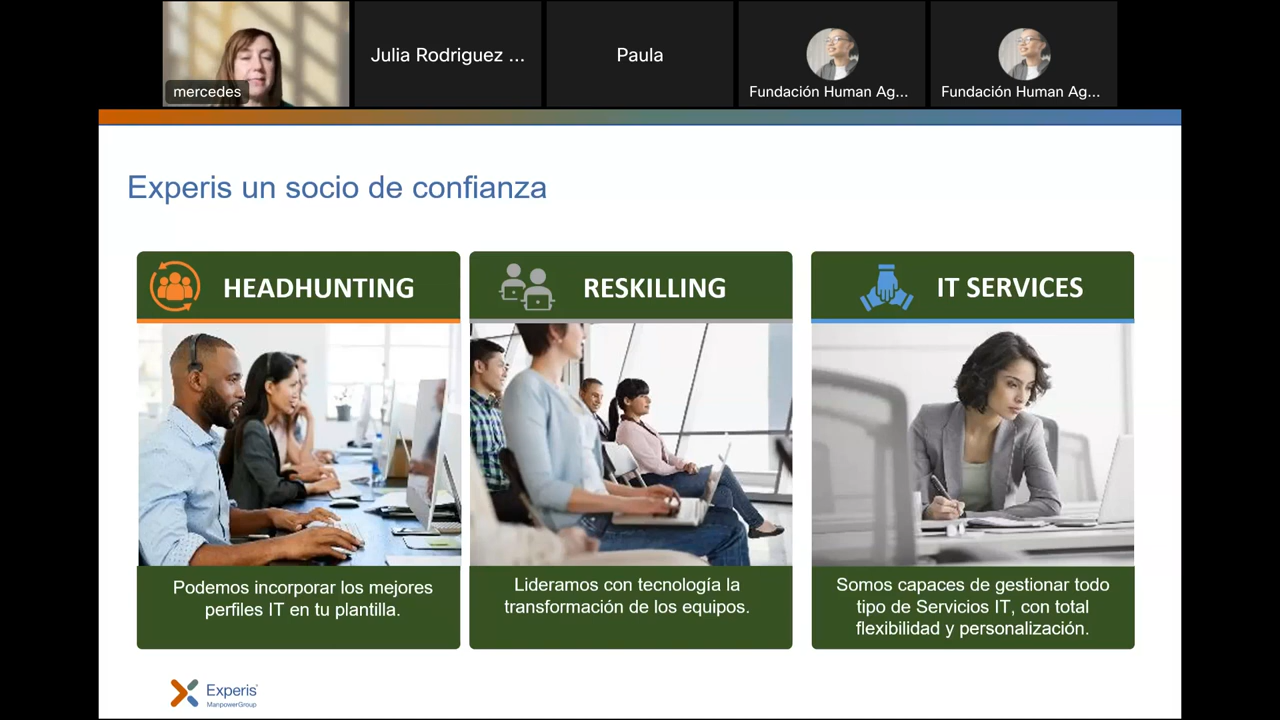 mercedes
Julia Rodriguez ...
Paula
Fundación Human Ag...
Fundación Human Ag...
Experis un socio de confianza
HEADHUNTING
RESKILLING
IT SERVICES
Podemos incorporar los mejores
perfiles IT en tu plantilla.
Lideramos con tecnología la
transformación de los equipos.
Somos capaces de gestionar todo
tipo de Servicios IT, con total
flexibilidad y personalización.
Experis
ManpowerGroup